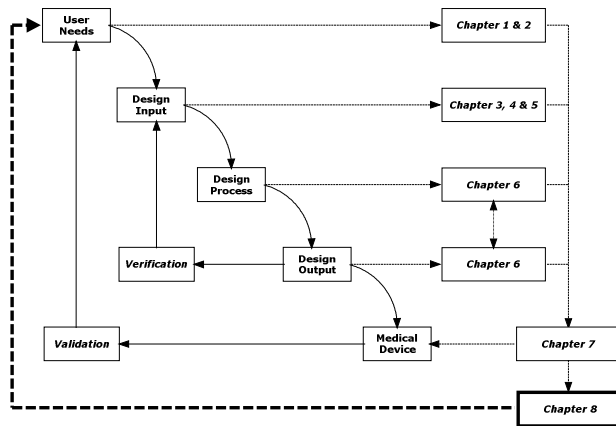 User
Needs
Chapter 1 & 2
Design
Input
Chapter 3, 4 & 5
Design
Process
Chapter 6
Verification
Design
Output
Chapter 6
Validation
Medical
Device
Chapter 7
Chapter 8